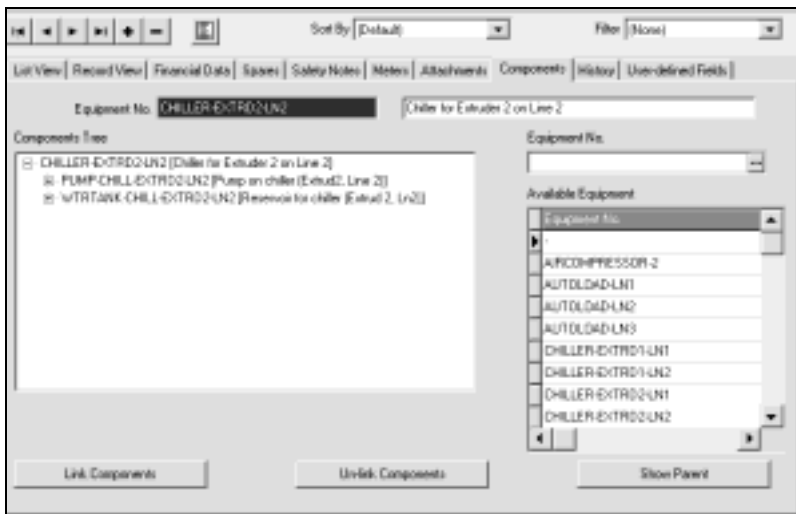 Sort By (Default) Filter (None)
List View Record View Financial Data Spares Safety Notes Meters Attachments Components History User-defined Fields
Equipment No. CHILLER-EXTRD2-LN2 Chiller for Extruder 2 on Line 2
Components Tree Equipment No.
CHILLER-EXTRD2-LN2 [Chiller for Extruder 2 on Line 2]
PUMP-CHILL-EXTRD2-LN2 [Pump on chiller (Extrud2, Line 2)]
WTRTANK-CHILL-EXTRD2-LN2 [Reservoir for chiller (Extrud 2, Ln2)]
Available Equipment
Equipment No.
-
AIRCOMPRESSOR-2
AUTOLOAD-LN1
AUTOLOAD-LN2
AUTOLOAD-LN3
CHILLER-EXTRD1-LN1
CHILLER-EXTRD1-LN2
CHILLER-EXTRD2-LN1
CHILLER-EXTRD2-LN2
Link Components Un-link Components Show Parent